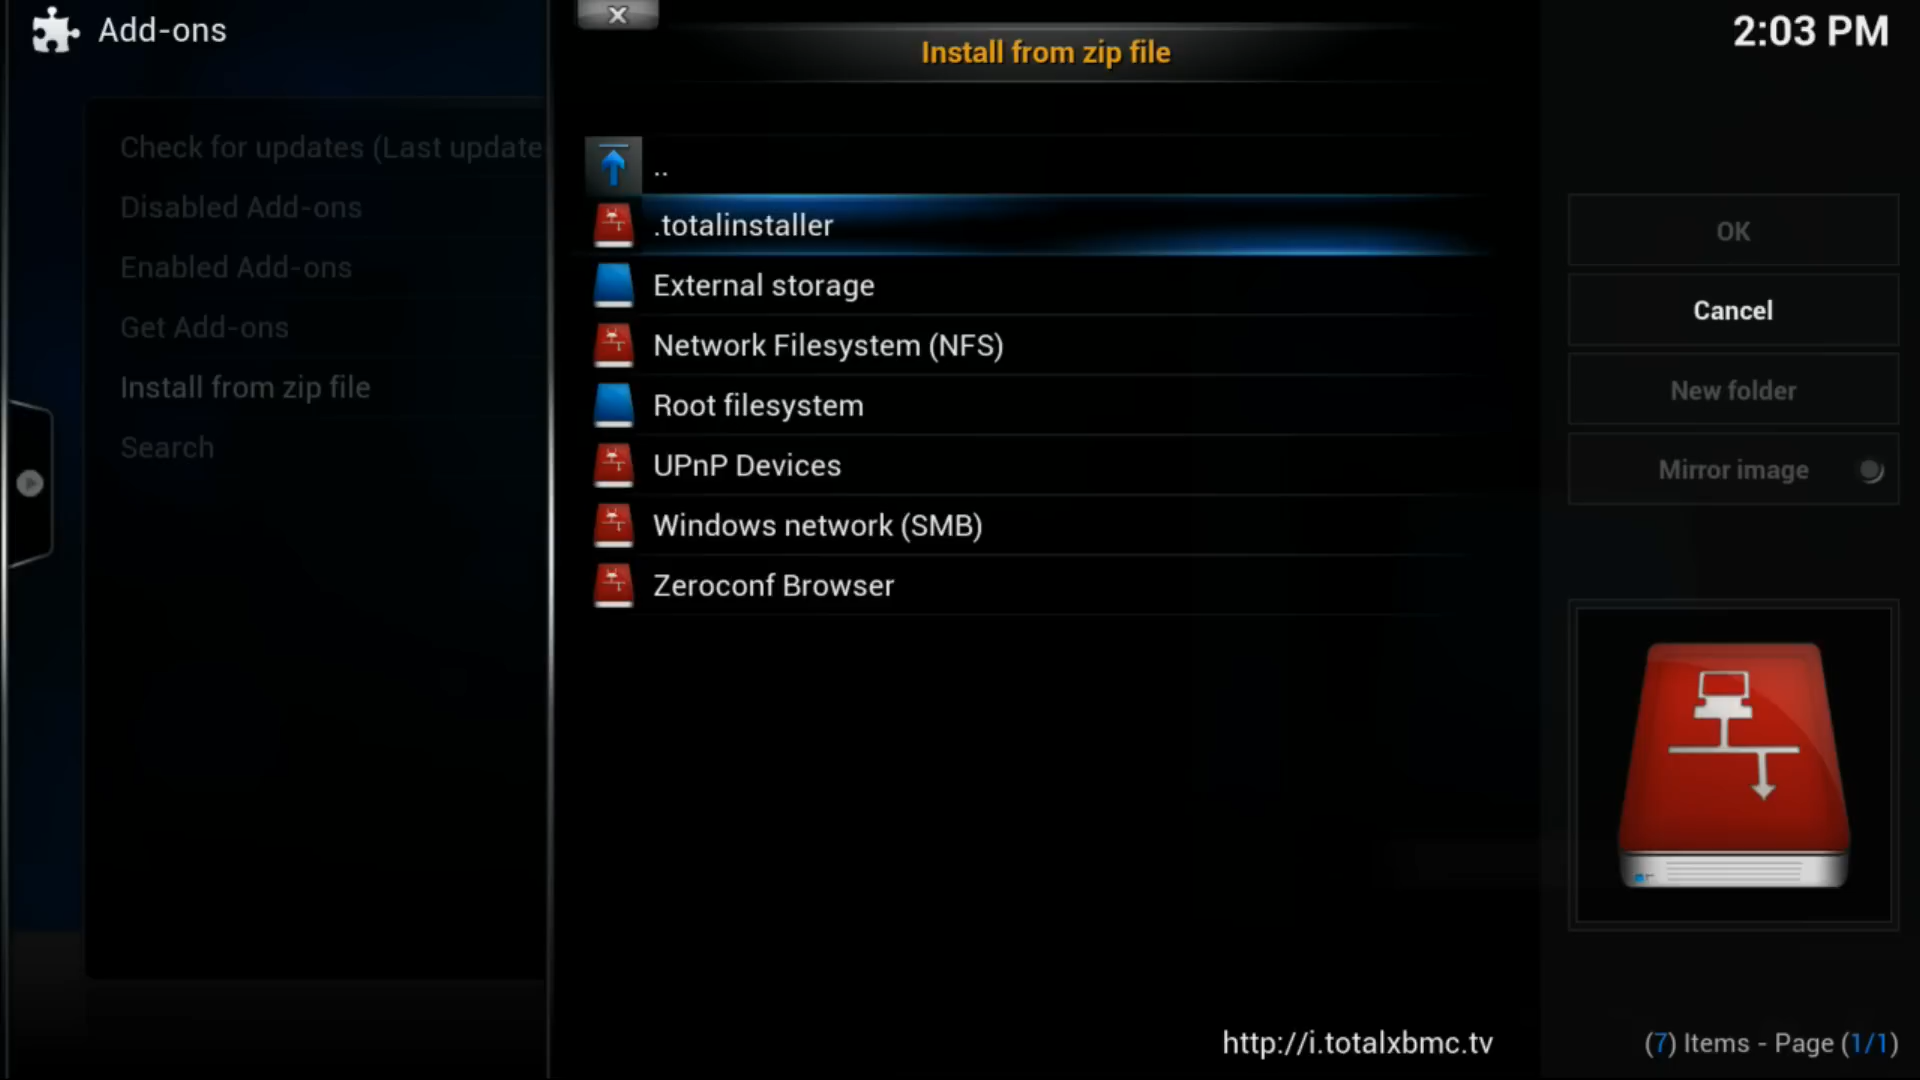 Add-ons
X
Install from zip file
2:03 PM
Check for updates (Last update
Disabled Add-ons
Enabled Add-ons
Get Add-ons
Install from zip file
Search
..
.totalinstaller
External storage
Network Filesystem (NFS)
Root filesystem
UPnP Devices
Windows network (SMB)
Zeroconf Browser
OK
Cancel
New folder
Mirror image
http://i.totalxbmc.tv
(7) Items - Page (1/1)